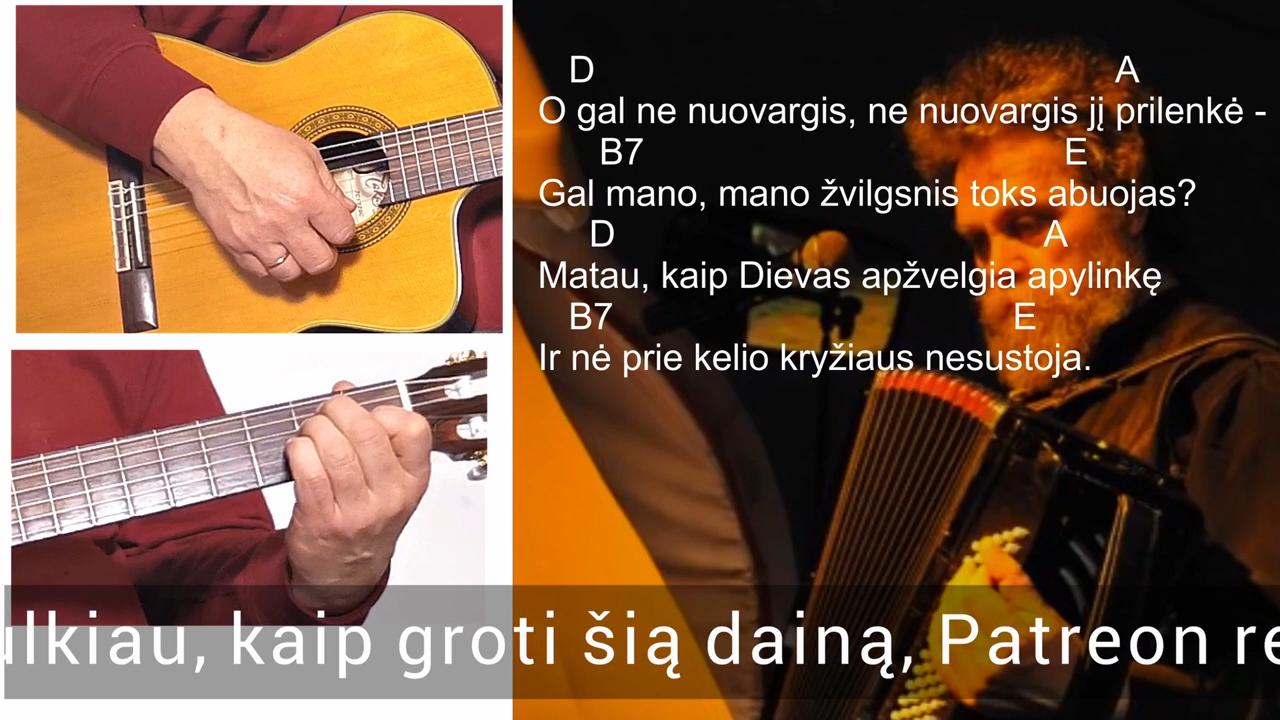 D A
O gal ne nuovargis, ne nuovargis jį prilenkė -
B7 E
Gal mano, mano žvilgsnis toks abuojas?
D A
Matau, kaip Dievas apžvelgia apylinkę
B7 E
Ir nė prie kelio kryžiaus nesustoja.
ulkiau, kaip groti šią dainą, Patreon re